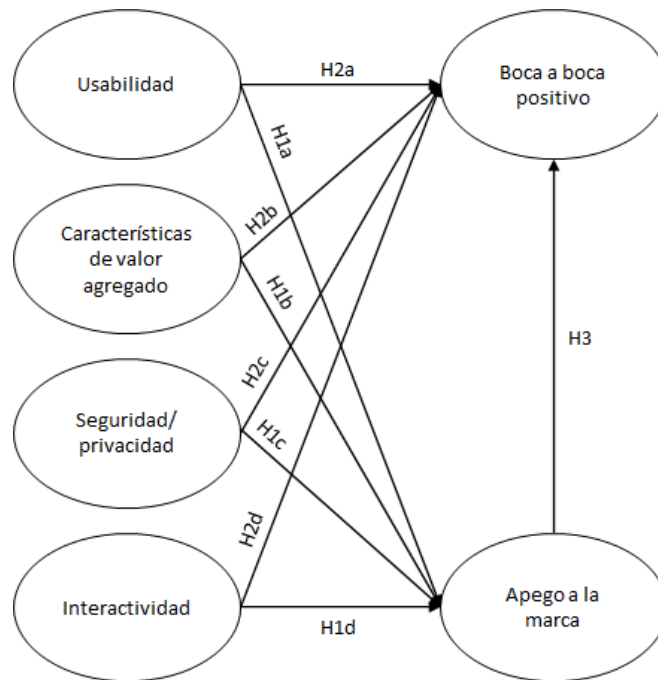 Usabilidad
H2a
Boca a boca
positivo
H1a
H2b
Características
de valor
agregado
H1b
H3
H2c
Seguridad/
privacidad
H1c
H2d
Interactividad
H1d
Apego a la
marca